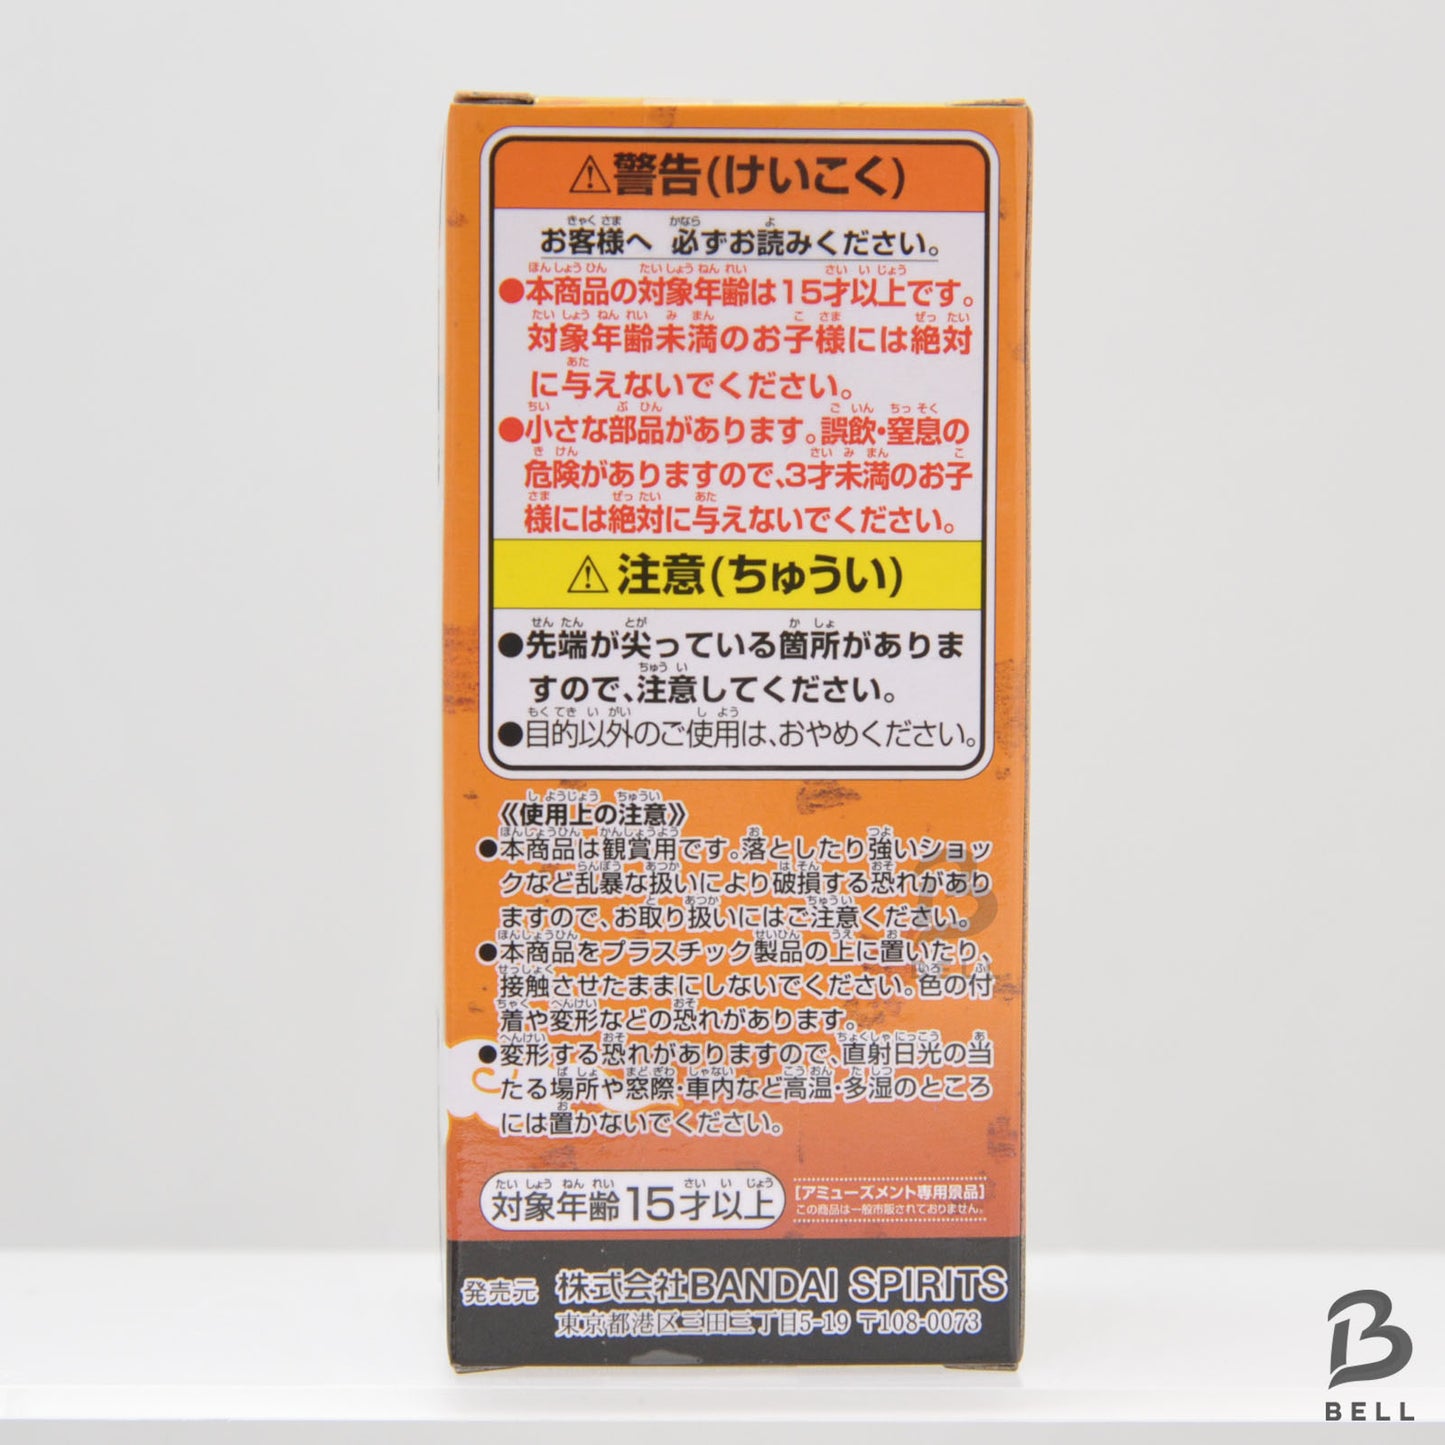 ⚠警告(けいこく)
お客様へ 必ずお読みください。
●本商品の対象年齢は15才以上です。
対象年齢未満のお子様には絶対
に与えないでください。
●小さな部品があります。誤飲・窒息の
危険がありますので、3才未満のお子
様には絶対に与えないでください。
⚠注意(ちゅうい)
●先端が尖っている箇所がありま
すので、注意してください。
●目的以外のご使用は、おやめください。
《使用上の注意》
●本商品は観賞用です。落としたり強いショッ
クなど乱暴な扱いにより破損する恐れがあり
ますので、お取り扱いにはご注意ください。
●本商品をプラスチック製品の上に置いたり、
接触させたままにしないでください。色の付
着や変形などの恐れがあります。
●変形する恐れがありますので、直射日光の当
たる場所や窓際・車内など高温・多湿のところ
には置かないでください。
対象年齢15才以上
[アミューズメント専用景品]
この商品は一般市販されておりません。
発売元 株式会社BANDAI SPIRITS
東京都港区三田三丁目5-19 〒108-0073
B
BELL
B
BELL